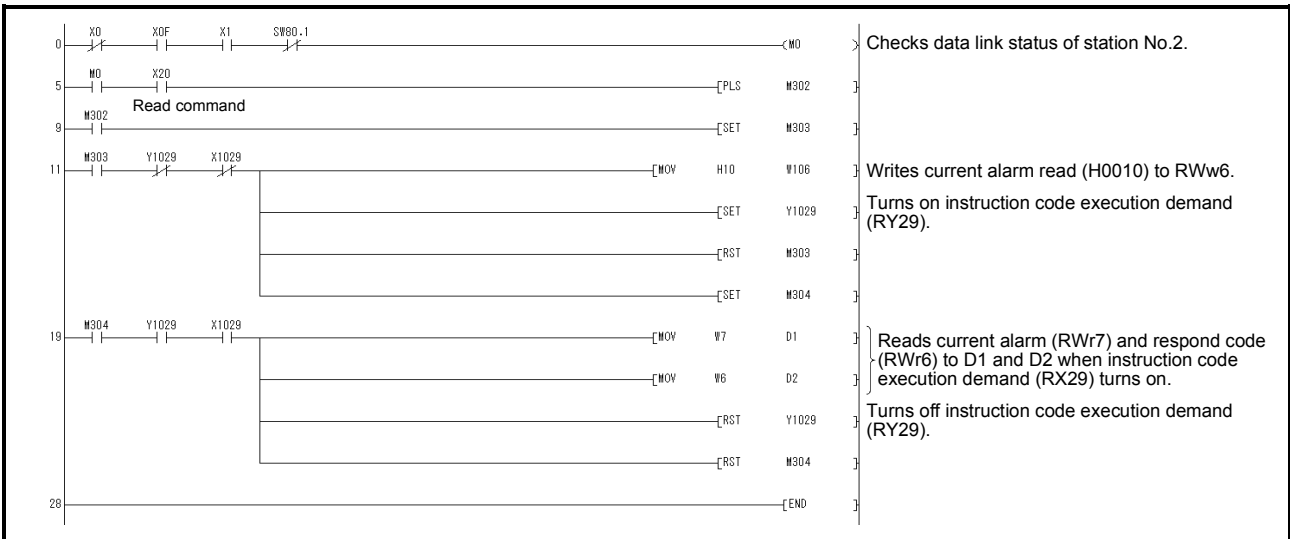 X0 X0F X1 SW80.1
0 (M0 ) Checks data link status of station No.2.
M0 X20
5 [PLS M302 ]
Read command
M302
9 [SET M303 ]
M303 Y1029 X1029
11 [MOV H10 W106 ] Writes current alarm read (H0010) to RWw6.
[SET Y1029 ] Turns on instruction code execution demand
(RY29).
[RST M303 ]
[SET M304 ]
M304 Y1029 X1029
19 [MOV W7 D1 ] Reads current alarm (RWr7) and respond code
(RWr6) to D1 and D2 when instruction code
[MOV W6 D2 ] execution demand (RX29) turns on.
[RST Y1029 ] Turns off instruction code execution demand
(RY29).
[RST M304 ]
28 [END ]